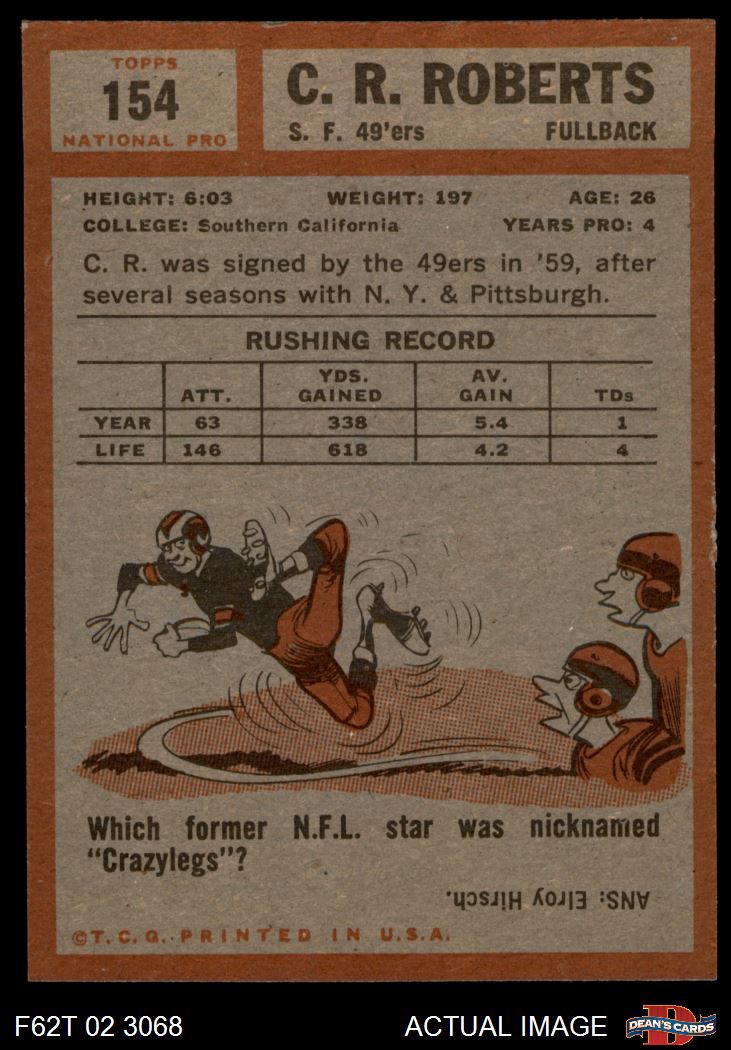 TOPPS
154
NATIONAL PRO
C. R. ROBERTS
S. F. 49'ers FULLBACK
HEIGHT: 6:03 WEIGHT: 197 AGE: 26
COLLEGE: Southern California YEARS PRO: 4
C. R. was signed by the 49ers in '59, after
several seasons with N. Y. & Pittsburgh.
RUSHING RECORD
ATT. YDS. GAINED AV. GAIN TDs
YEAR 63 338 5.4 1
LIFE 146 618 4.2 4
Which former N.F.L. star was nicknamed
"Crazylegs"?
ANS: Elroy Hirsch.
©T.C.G. PRINTED IN U.S.A.
F62T 02 3068 ACTUAL IMAGE DEAN'S CARDS